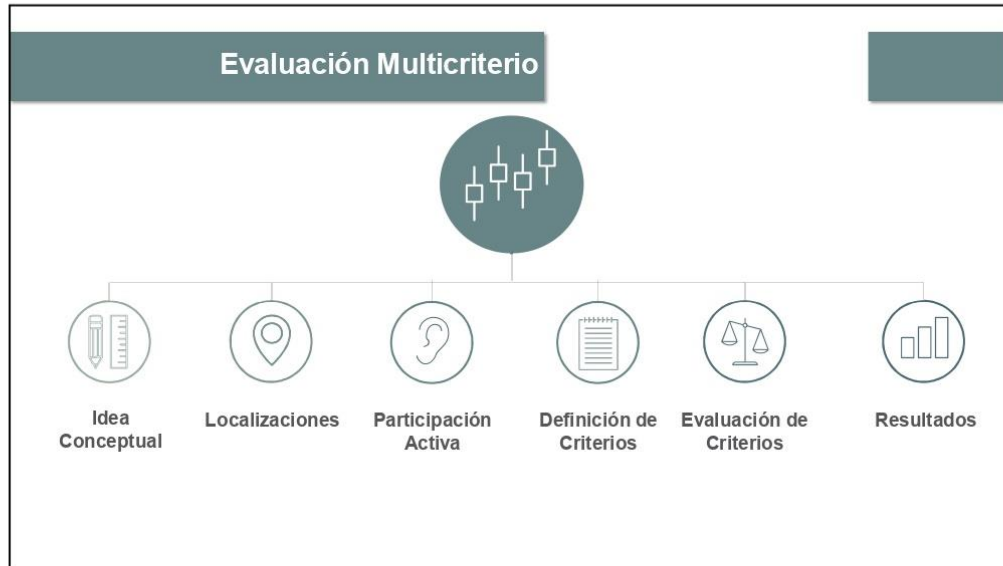 Evaluación Multicriterio
Idea
Conceptual
Localizaciones
Participación
Activa
Definición de
Criterios
Evaluación de
Criterios
Resultados